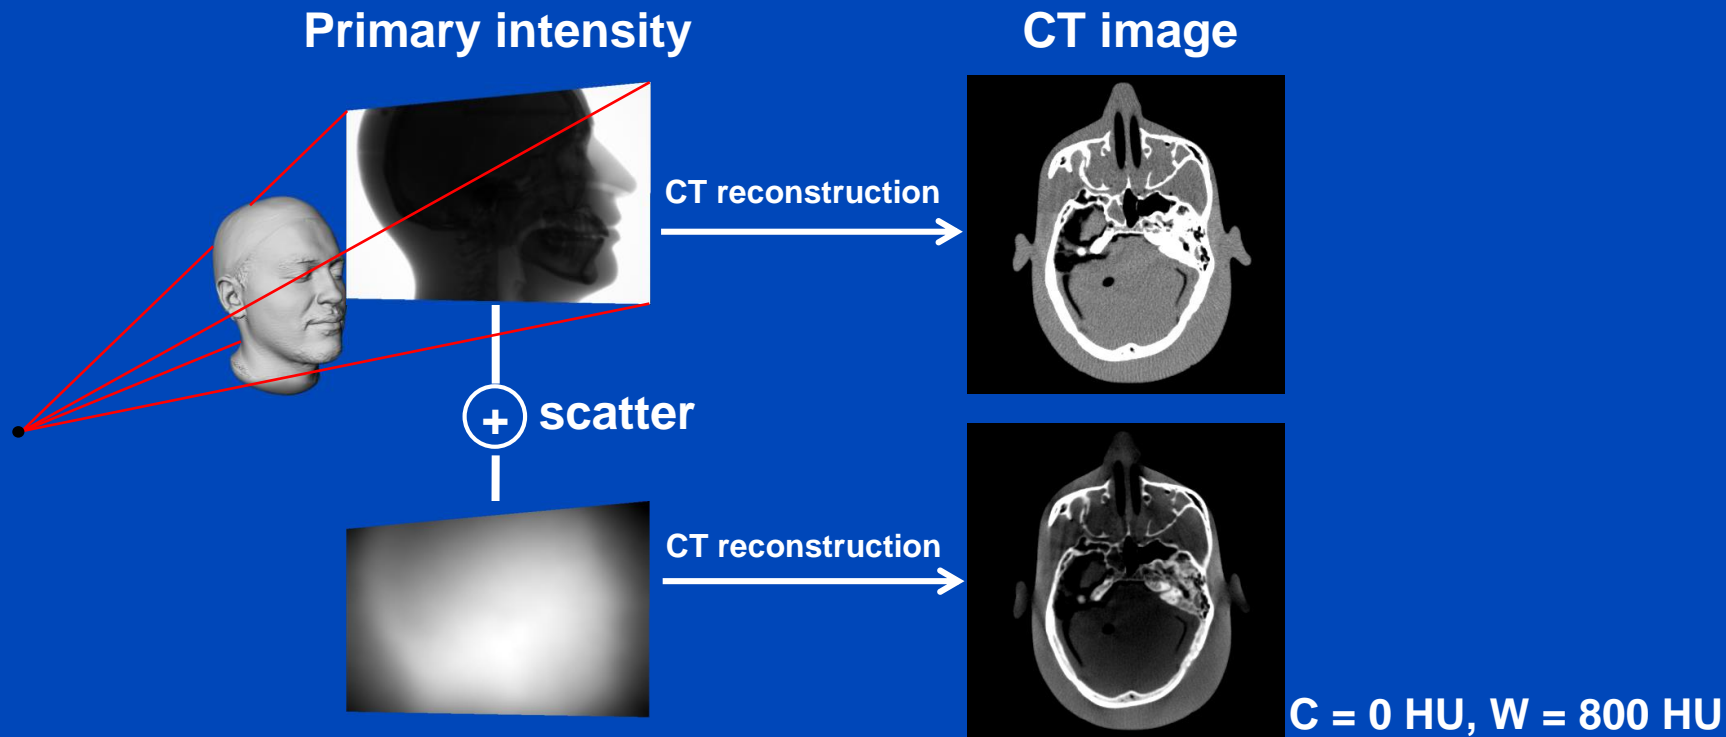 Primary intensity
CT image
CT reconstruction
+
scatter
CT reconstruction
C = 0 HU, W = 800 HU